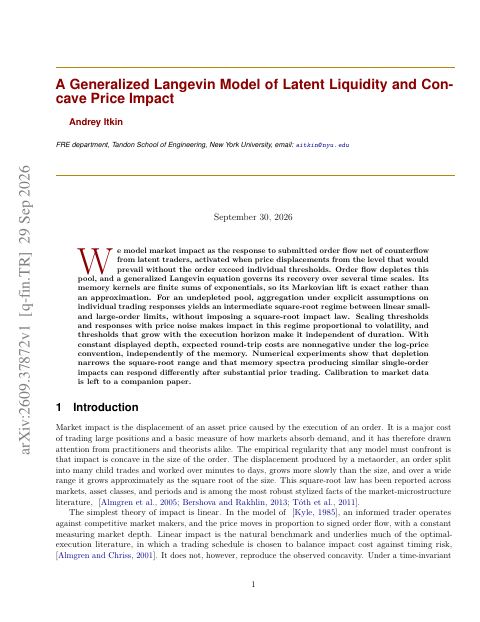 A Generalized Langevin Model of Latent Liquidity and Con-
cave Price Impact
Andrey Itkin
FRE department, Tandon School of Engineering, New York University, email: aitkin@nyu.edu
arXiv:2609.37872v1 [q-fin.TR] 29 Sep 2026
September 30, 2026
We model market impact as the response to submitted order flow net of counterflow
from latent traders, activated when price displacements from the level that would
prevail without the order exceed individual thresholds. Order flow depletes this
pool, and a generalized Langevin equation governs its recovery over several time scales. Its
memory kernels are finite sums of exponentials, so its Markovian lift is exact rather than
an approximation. For an undepleted pool, aggregation under explicit assumptions on
individual trading responses yields an intermediate square-root regime between linear small-
and large-order limits, without imposing a square-root impact law. Scaling thresholds
and responses with price noise makes impact in this regime proportional to volatility, and
thresholds that grow with the execution horizon make it independent of duration. With
constant displayed depth, expected round-trip costs are nonnegative under the log-price
convention, independently of the memory. Numerical experiments show that depletion
narrows the square-root range and that memory spectra producing similar single-order
impacts can respond differently after substantial prior trading. Calibration to market data
is left to a companion paper.
1 Introduction
Market impact is the displacement of an asset price caused by the execution of an order. It is a major cost
of trading large positions and a basic measure of how markets absorb demand, and it has therefore drawn
attention from practitioners and theorists alike. The empirical regularity that any model must confront is
that impact is concave in the size of the order. The displacement produced by a metaorder, an order split
into many child trades and worked over minutes to days, grows more slowly than the size, and over a wide
range it grows approximately as the square root of the size. This square-root law has been reported across
markets, asset classes, and periods and is among the most robust stylized facts of the market-microstructure
literature. [Almgren et al., 2005; Bershova and Rakhlin, 2013; Tóth et al., 2011].
The simplest theory of impact is linear. In the model of [Kyle, 1985], an informed trader operates
against competitive market makers, and the price moves in proportion to signed order flow, with a constant
measuring market depth. Linear impact is the natural benchmark and underlies much of the optimal-
execution literature, in which a trading schedule is chosen to balance impact cost against timing risk,
[Almgren and Chriss, 2001]. It does not, however, reproduce the observed concavity. Under a time-invariant
1